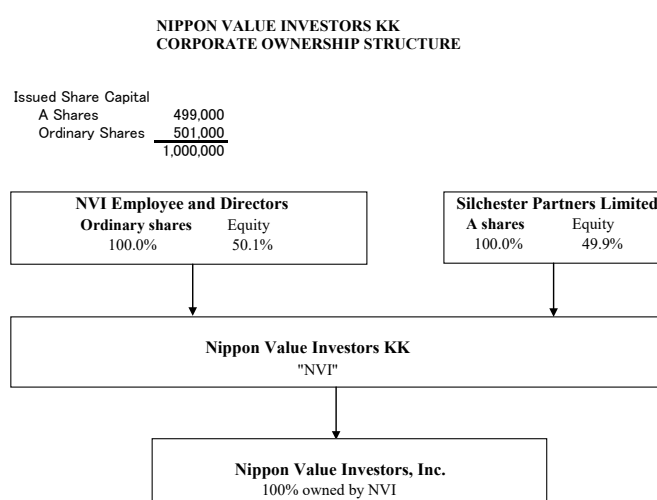 NIPPON VALUE INVESTORS KK
CORPORATE OWNERSHIP STRUCTURE
Issued Share Capital
A Shares 499,000
Ordinary Shares 501,000
1,000,000
NVI Employee and Directors
Ordinary shares Equity
100.0% 50.1%
Silchester Partners Limited
A shares Equity
100.0% 49.9%
Nippon Value Investors KK
"NVI"
Nippon Value Investors, Inc.
100% owned by NVI